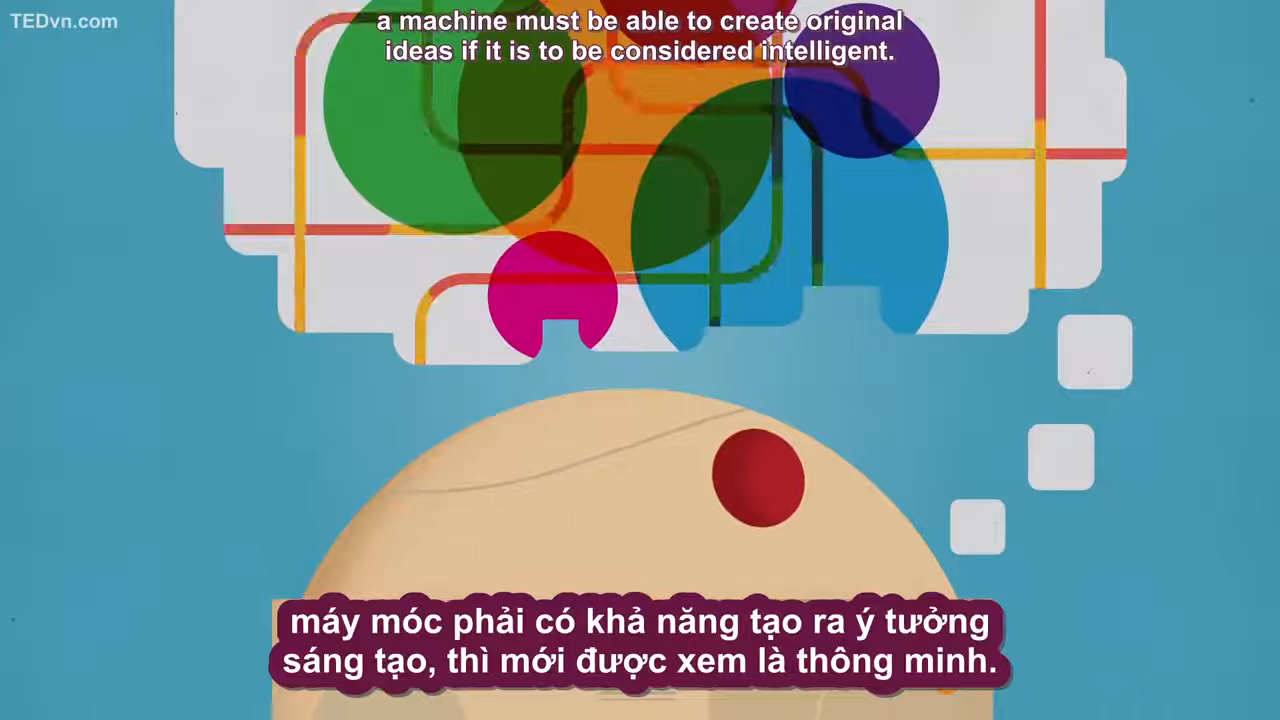 TEDvn.com
a machine must be able to create original
ideas if it is to be considered intelligent.
máy móc phải có khả năng tạo ra ý tưởng
sáng tạo, thì mới được xem là thông minh.